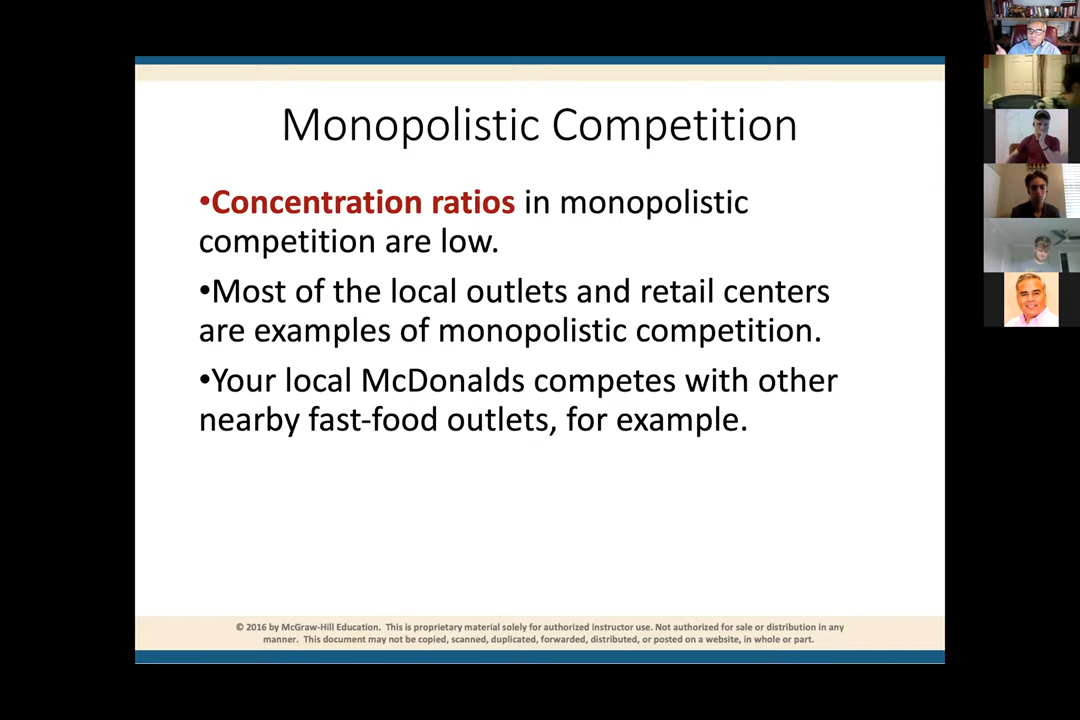 Monopolistic Competition
•Concentration ratios in monopolistic
competition are low.
•Most of the local outlets and retail centers
are examples of monopolistic competition.
•Your local McDonalds competes with other
nearby fast-food outlets, for example.
© 2016 by McGraw-Hill Education. This is proprietary material solely for authorized instructor use. Not authorized for sale or distribution in any
manner. This document may not be copied, scanned, duplicated, forwarded, distributed, or posted on a website, in whole or part.